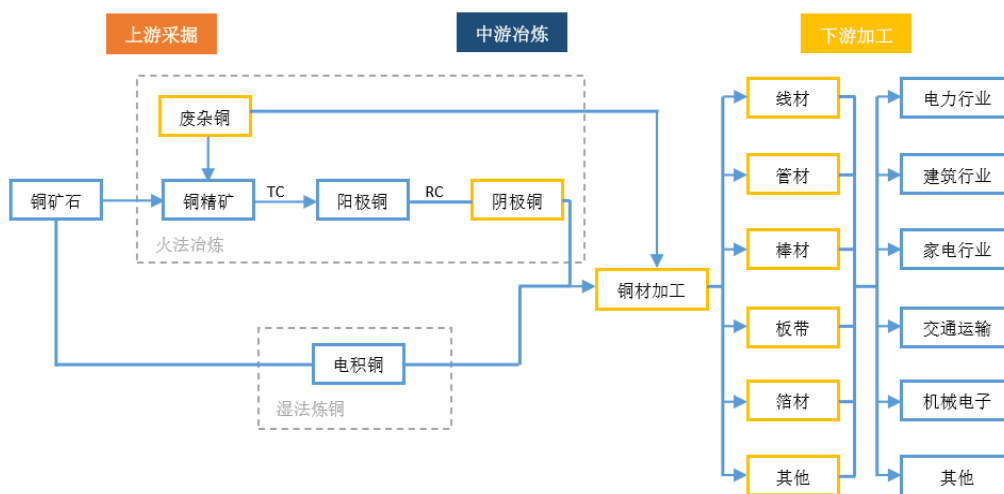 上游采掘
中游冶炼
下游加工
废杂铜
铜矿石
铜精矿
TC
阳极铜
RC
阴极铜
火法冶炼
电积铜
湿法炼铜
铜材加工
线材
管材
棒材
板带
箔材
其他
电力行业
建筑行业
家电行业
交通运输
机械电子
其他